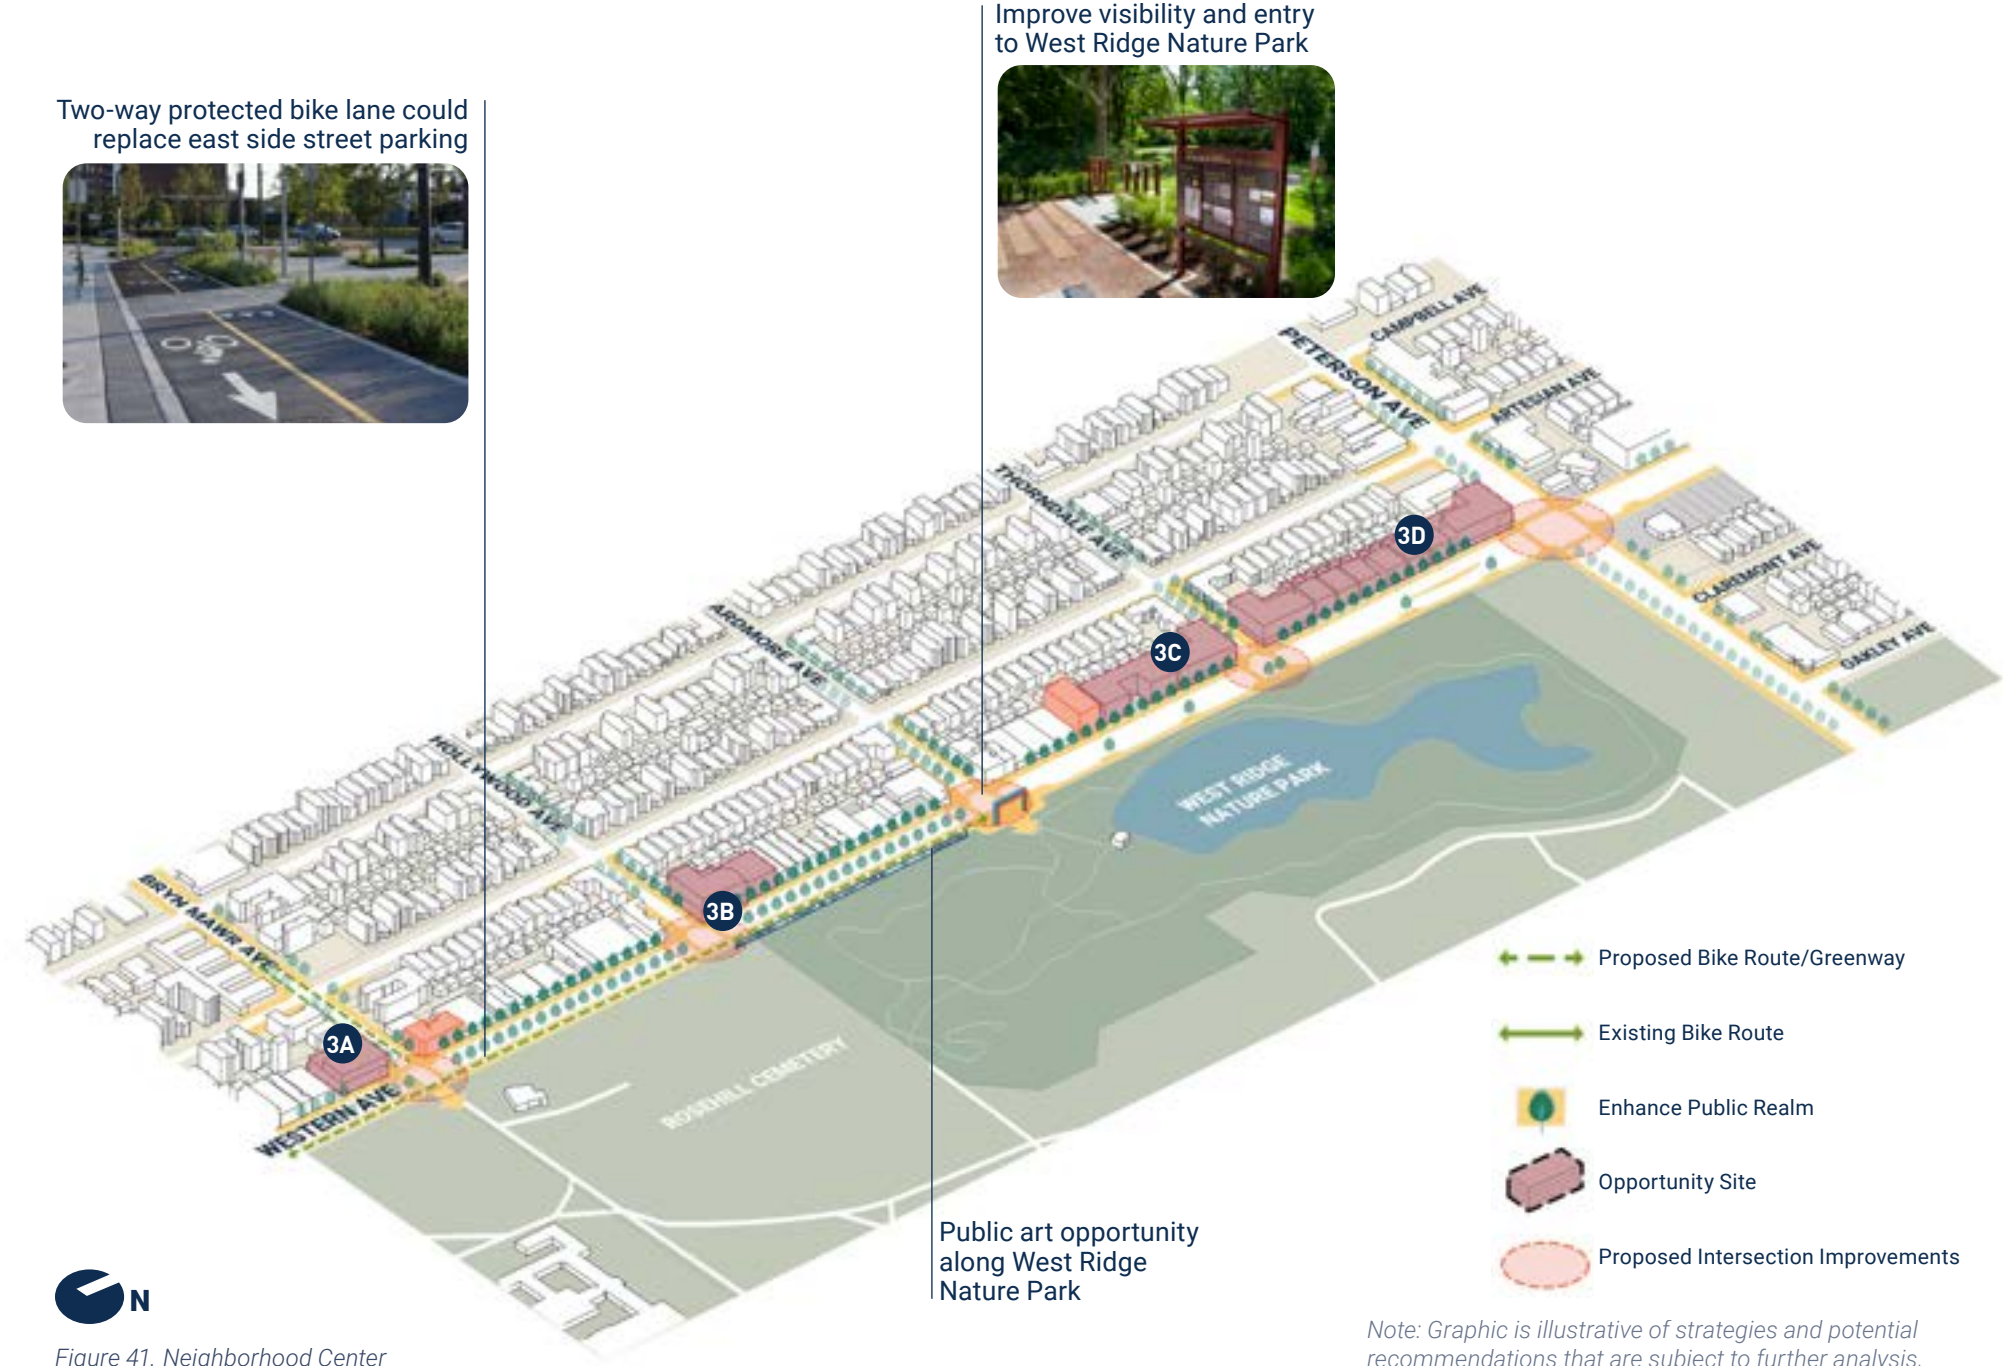 Improve visibility and entry
to West Ridge Nature Park
Two-way protected bike lane could
replace east side street parking
CAMPBELL AVE
PETERSON AVE
ARTESIAN AVE
THORNDALE AVE
3D
CLAREMONT AVE
ARDMORE AVE
3C
OAKLEY AVE
HOLLYWOOD AVE
WEST RIDGE
NATURE PARK
BRYN MAWR AVE
3B
3A
WESTERN AVE
ROSEHILL CEMETERY
Proposed Bike Route/Greenway
Existing Bike Route
Enhance Public Realm
Opportunity Site
Proposed Intersection Improvements
Public art opportunity
along West Ridge
Nature Park
N
Figure 41. Neighborhood Center
Note: Graphic is illustrative of strategies and potential
recommendations that are subject to further analysis.